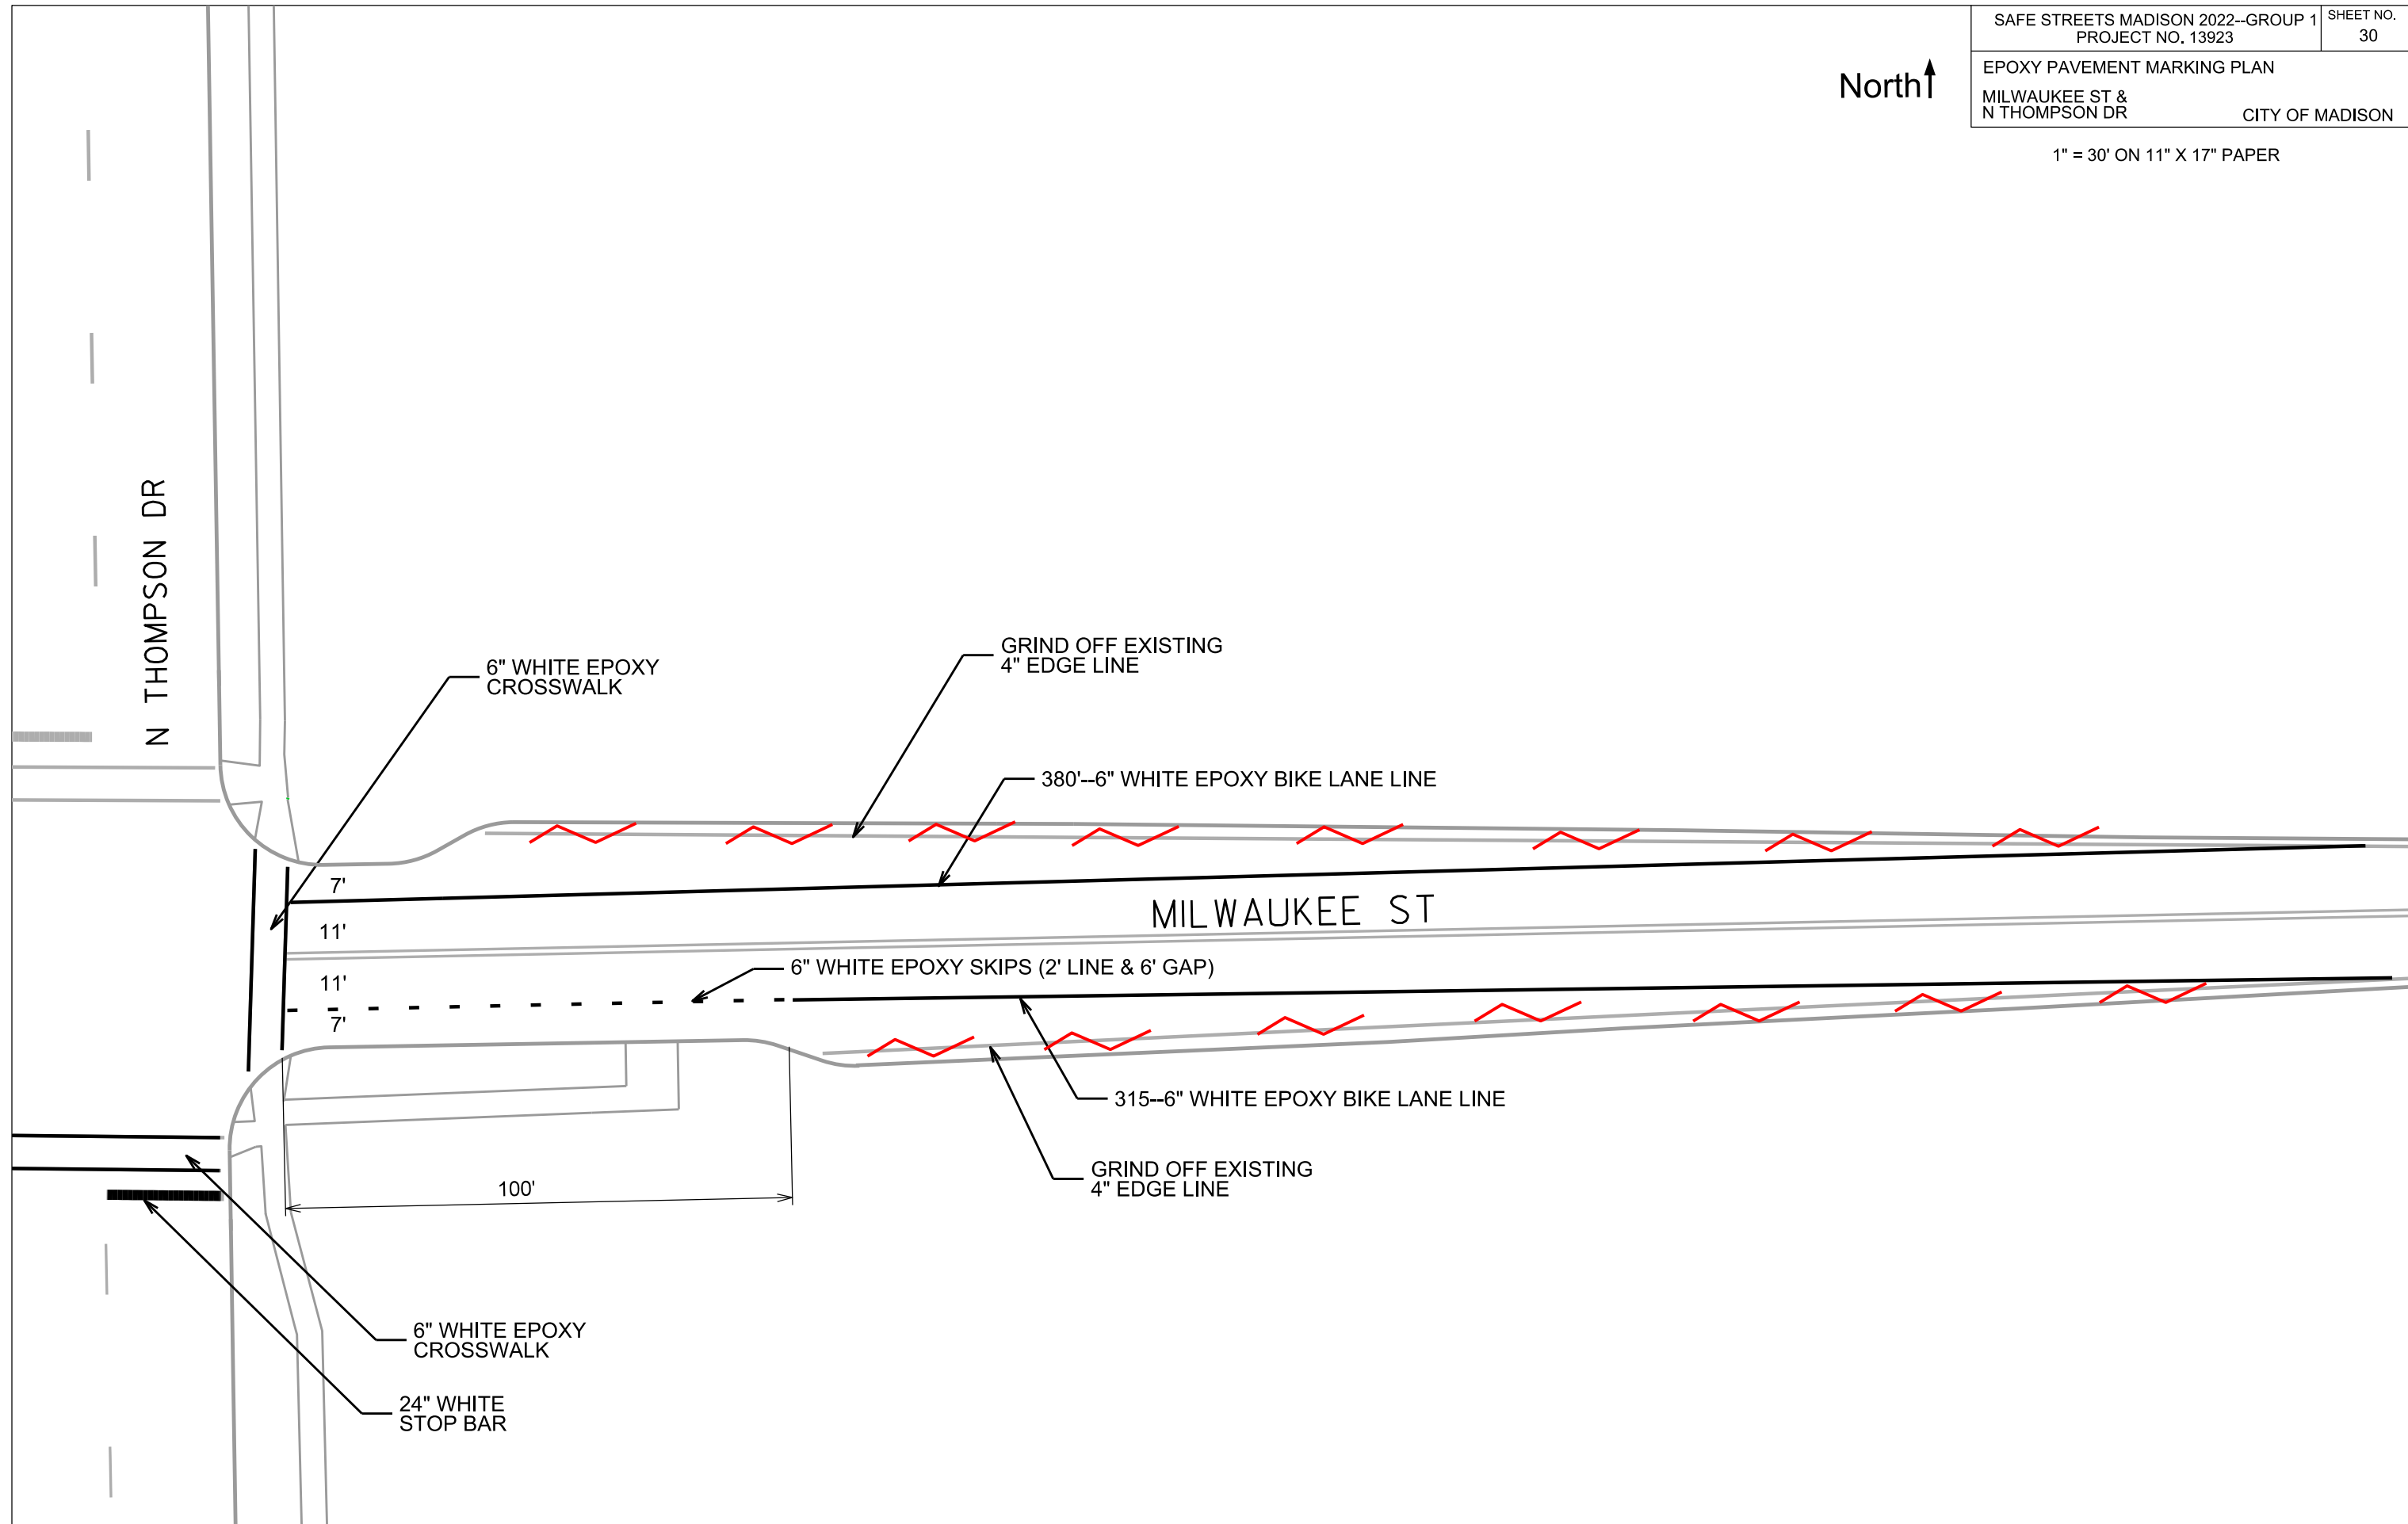 SAFE STREETS MADISON 2022--GROUP 1
PROJECT NO. 13923
SHEET NO.
30
EPOXY PAVEMENT MARKING PLAN
MILWAUKEE ST &
N THOMPSON DR
CITY OF MADISON
North
1" = 30' ON 11" X 17" PAPER
N THOMPSON DR
6" WHITE EPOXY
CROSSWALK
GRIND OFF EXISTING
4" EDGE LINE
380'--6" WHITE EPOXY BIKE LANE LINE
7'
MILWAUKEE ST
11'
6" WHITE EPOXY SKIPS (2' LINE & 6' GAP)
11'
7'
315--6" WHITE EPOXY BIKE LANE LINE
GRIND OFF EXISTING
4" EDGE LINE
100'
6" WHITE EPOXY
CROSSWALK
24" WHITE
STOP BAR